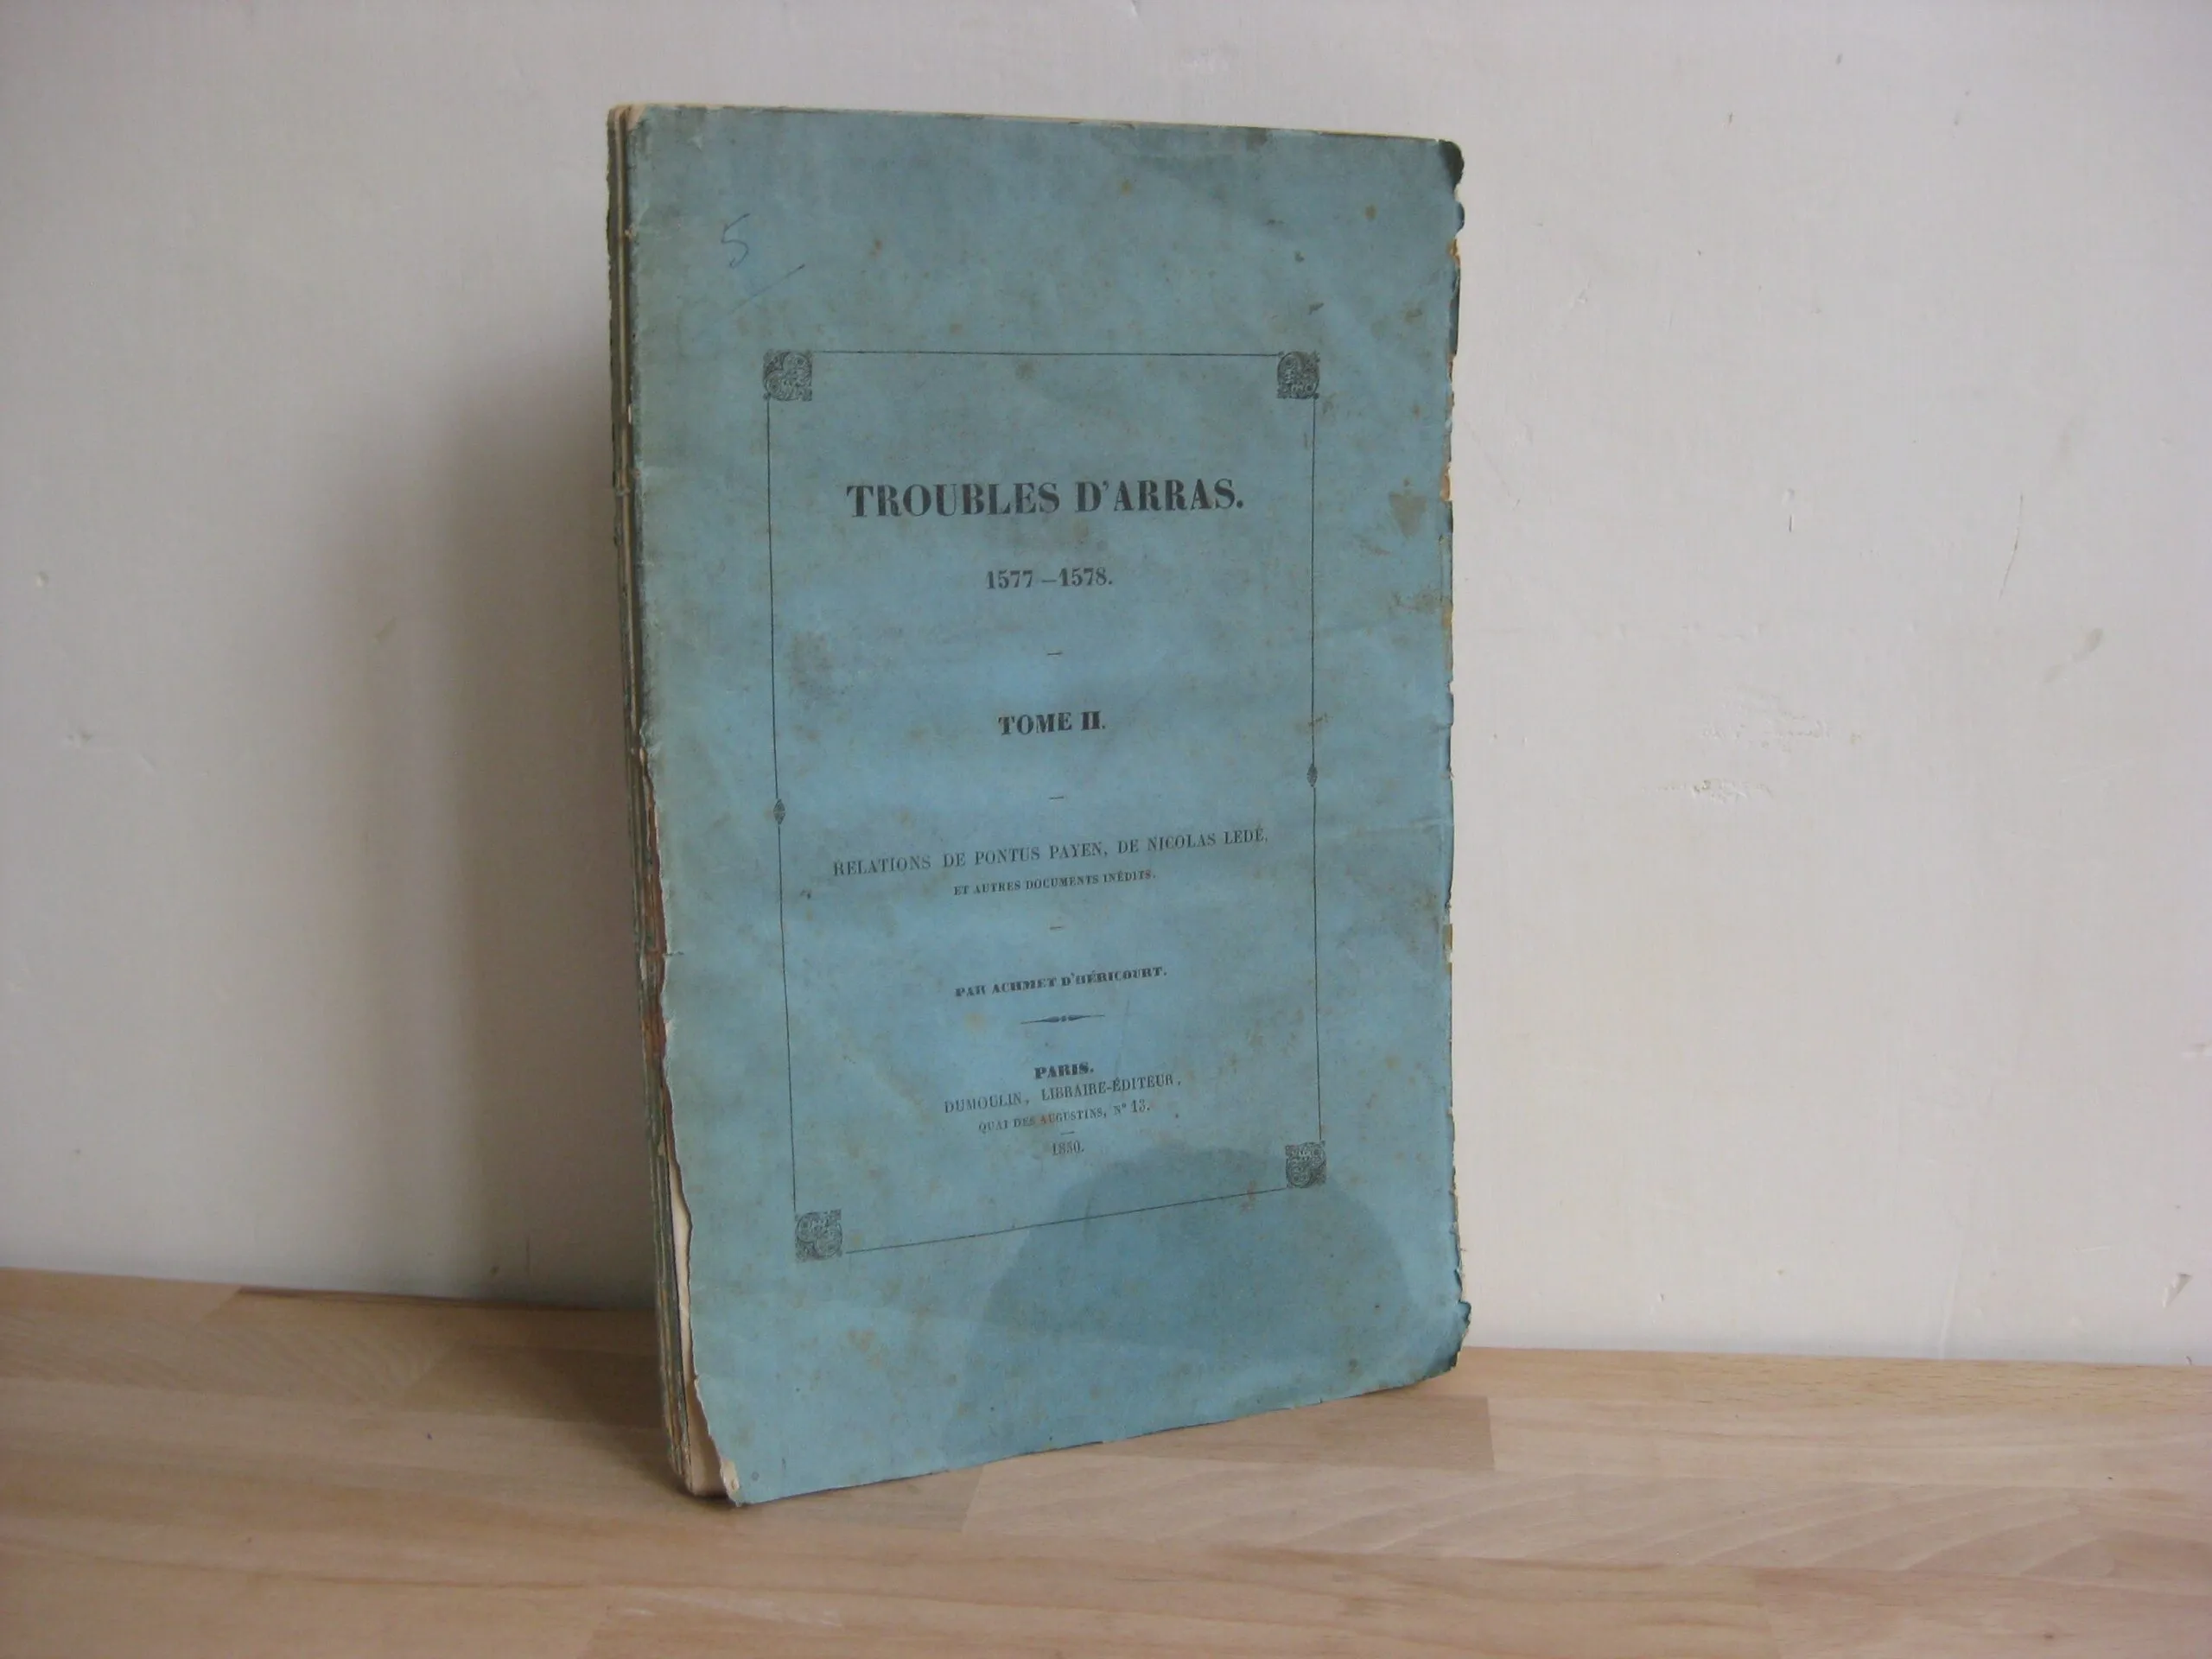 5
TROUBLES D'ARRAS.
1577–1578.
TOME II.
RELATIONS DE PONTUS PAYEN, DE NICOLAS LEDÉ,
ET AUTRES DOCUMENTS INÉDITS.
PAR ACHMET D'HÉRICOURT.
PARIS.
DUMOULIN, LIBRAIRE-ÉDITEUR,
QUAI DES AUGUSTINS, N° 13.
1850.